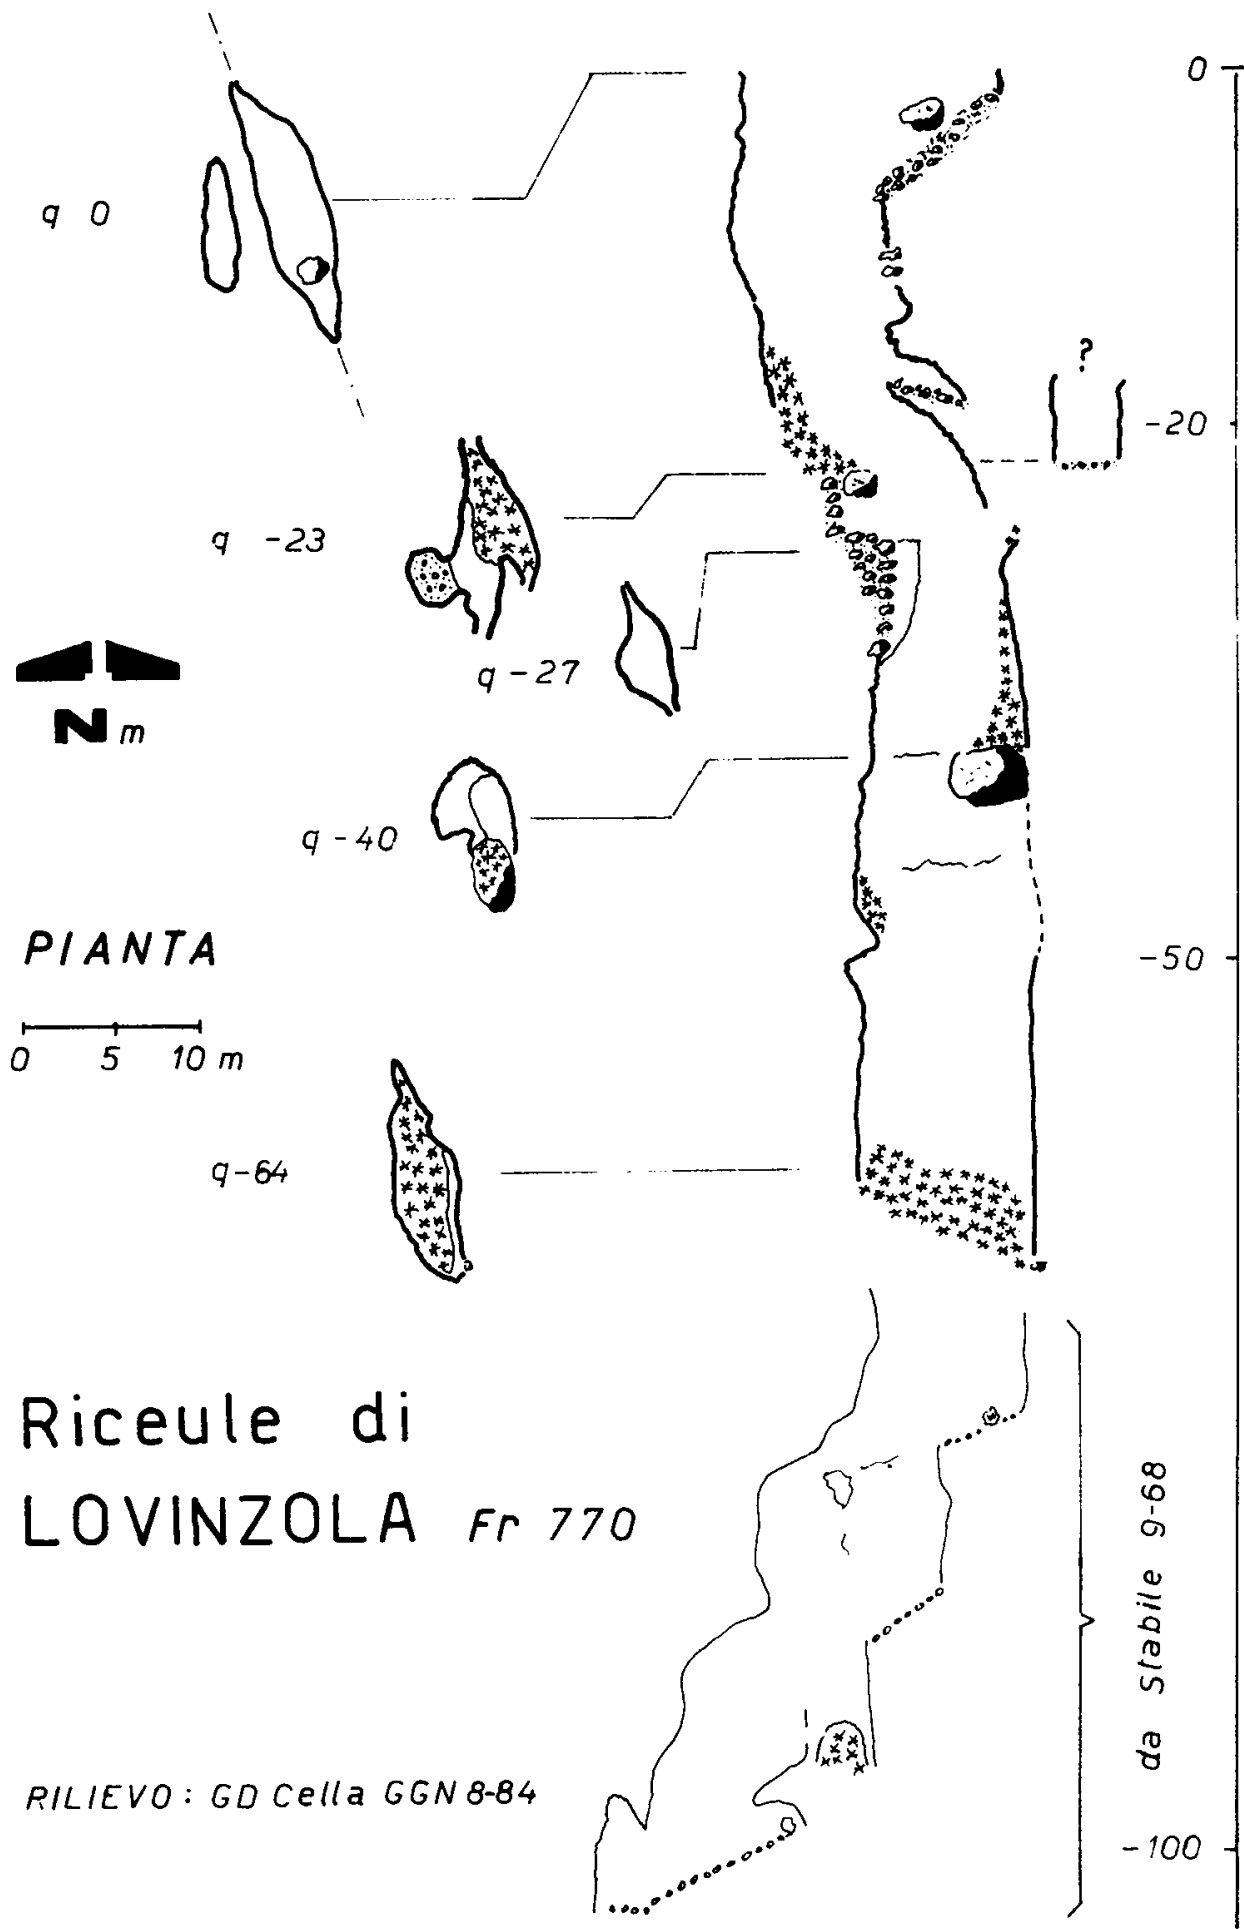 0
q 0
?
-20
q -23
q -27
N m
q -40
PIANTA
-50
0 5 10 m
q -64
Riceule di
LOVINZOLA Fr 770
da Stabile 9-68
RILIEVO: GD Cella GGN 8-84
-100